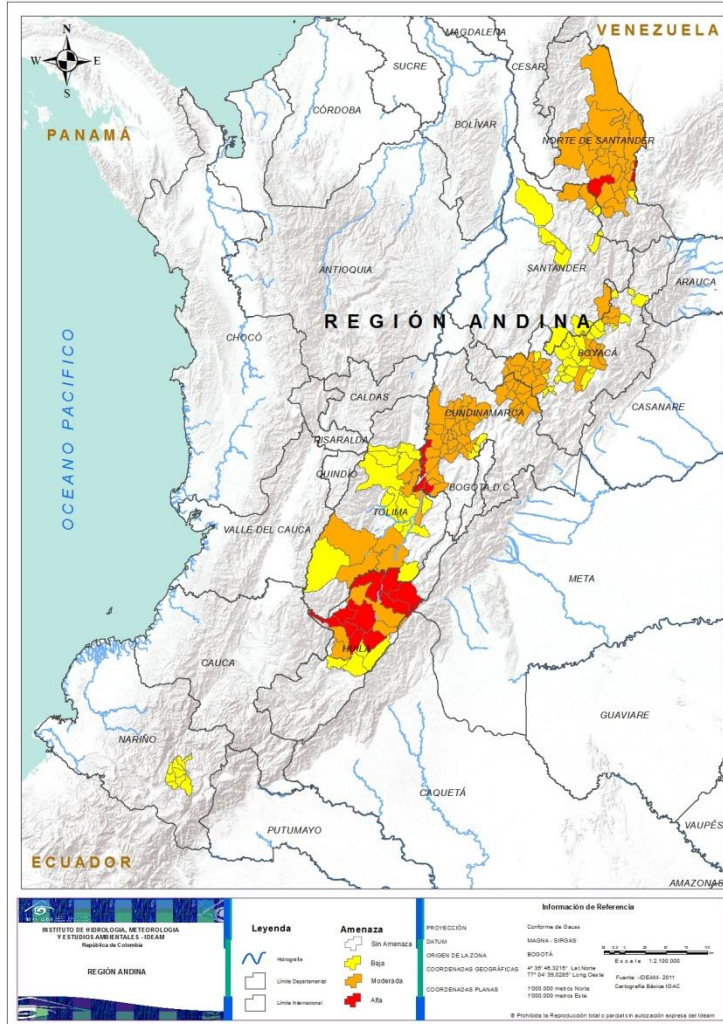 N
W E
S
MAGDALENA
VENEZUELA
SUCRE
CESAR
CÓRDOBA
BOLÍVAR
PANAMÁ
NORTE DE SANTANDER
ANTIOQUIA
SANTANDER
ARAUCA
REGIÓN ANDINA
CHOCÓ
BOYACÁ
OCEANO PACIFICO
CALDAS
CUNDINAMARCA
CASANARE
RISARALDA
QUINDÍO
BOGOTÁ D.C
TOLIMA
VALLE DEL CAUCA
META
HUILA
CAUCA
GUAVIARE
NARIÑO
CAQUETÁ
VAUPÉS
PUTUMAYO
ECUADOR
AMAZONAS
INSTITUTO DE HIDROLOGIA, METEOROLOGIA
Y ESTUDIOS AMBIENTALES - IDEAM
República de Colombia
REGIÓN ANDINA
Leyenda
Hidrografía
Límite Departamental
Límite Internacional
Amenaza
Sin Amenaza
Baja
Moderada
Alta
Información de Referencia
PROYECCIÓN Conforme de Gauss
DATUM MAGNA - SIRGAS
ORIGEN DE LA ZONA BOGOTÁ
COORDENADAS GEOGRÁFICAS 4° 35' 46,3215" Lat.Norte
77° 04' 39,0285" Long Oeste
COORDENADAS PLANAS 1'000.000 metros Norte
1'000.000 metros Este
Escala 1:2.100.000
Fuente: -IDEAM- 2011
Cartografía Básica IGAC
© Prohibida la Reproducción total o parcial sin autorización expresa del Ideam